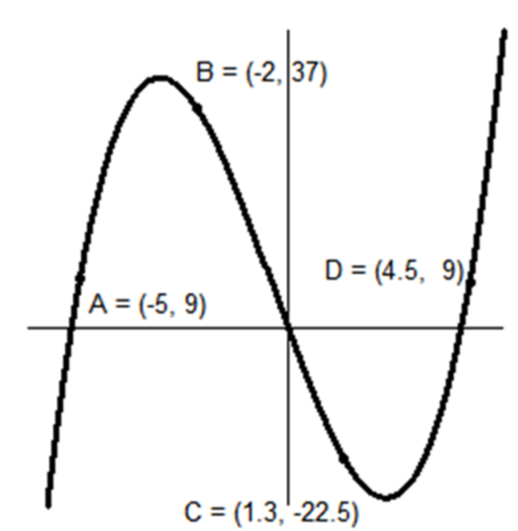 B = (-2, 37)
D = (4.5,  9)
A = (-5, 9)
C = (1.3, -22.5)